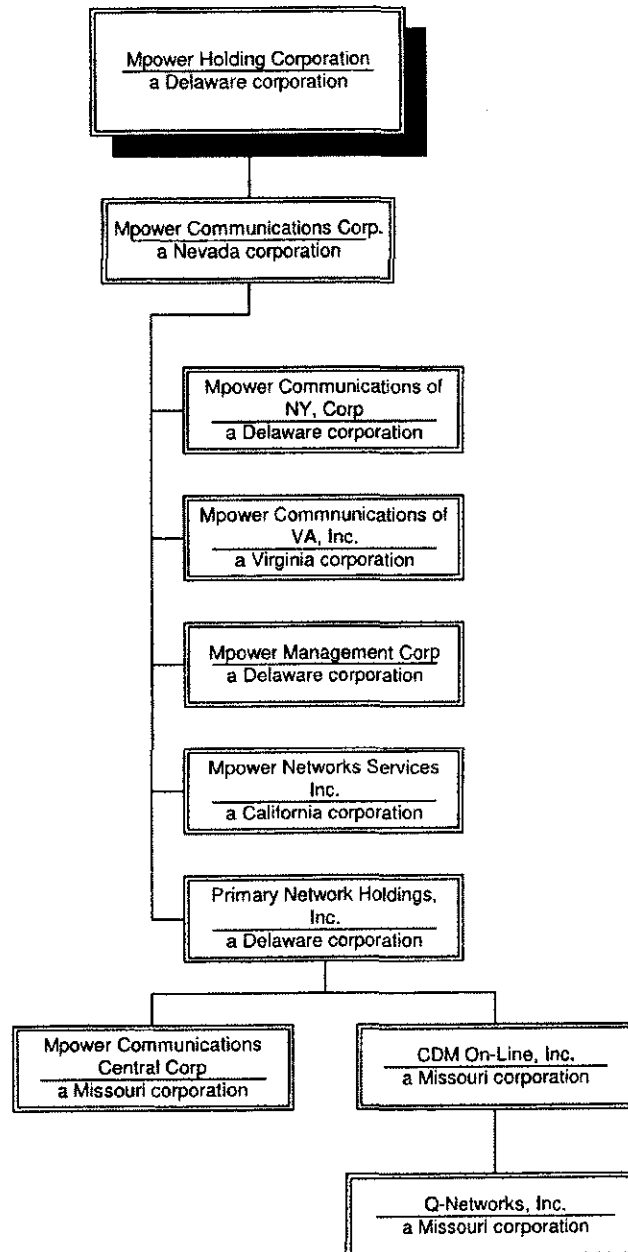 Mpower Holding Corporation
a Delaware corporation
Mpower Communications Corp.
a Nevada corporation
Mpower Communications of
NY, Corp
a Delaware corporation
Mpower Commnunications of
VA, Inc.
a Virginia corporation
Mpower Management Corp
a Delaware corporation
Mpower Networks Services
Inc.
a California corporation
Primary Network Holdings,
Inc.
a Delaware corporation
Mpower Communications
Central Corp
a Missouri corporation
CDM On-Line, Inc.
a Missouri corporation
Q-Networks, Inc.
a Missouri corporation